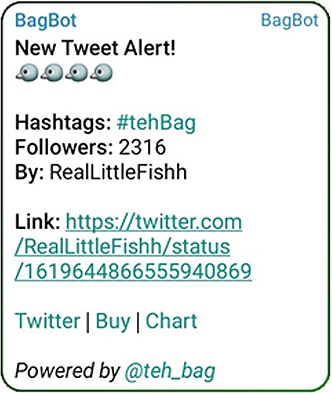 BagBot BagBot
New Tweet Alert!
Hashtags: #tehBag
Followers: 2316
By: RealLittleFishh
Link: https://twitter.com
/RealLittleFishh/status
/1619644866555940869
Twitter | Buy | Chart
Powered by @teh_bag